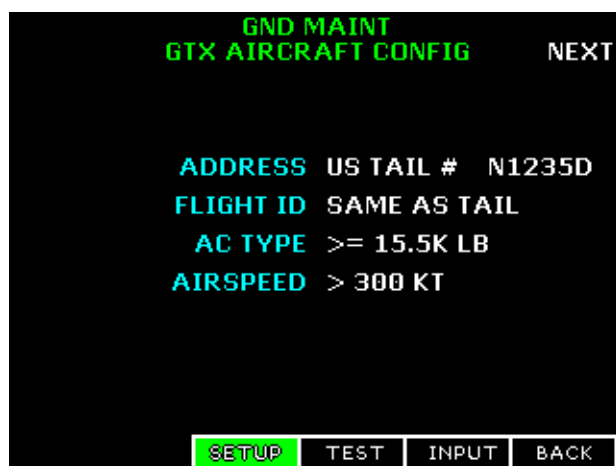 GND MAINT
GTX AIRCRAFT CONFIG NEXT
ADDRESS US TAIL # N1235D
FLIGHT ID SAME AS TAIL
AC TYPE >= 15.5K LB
AIRSPEED > 300 KT
SETUP TEST INPUT BACK